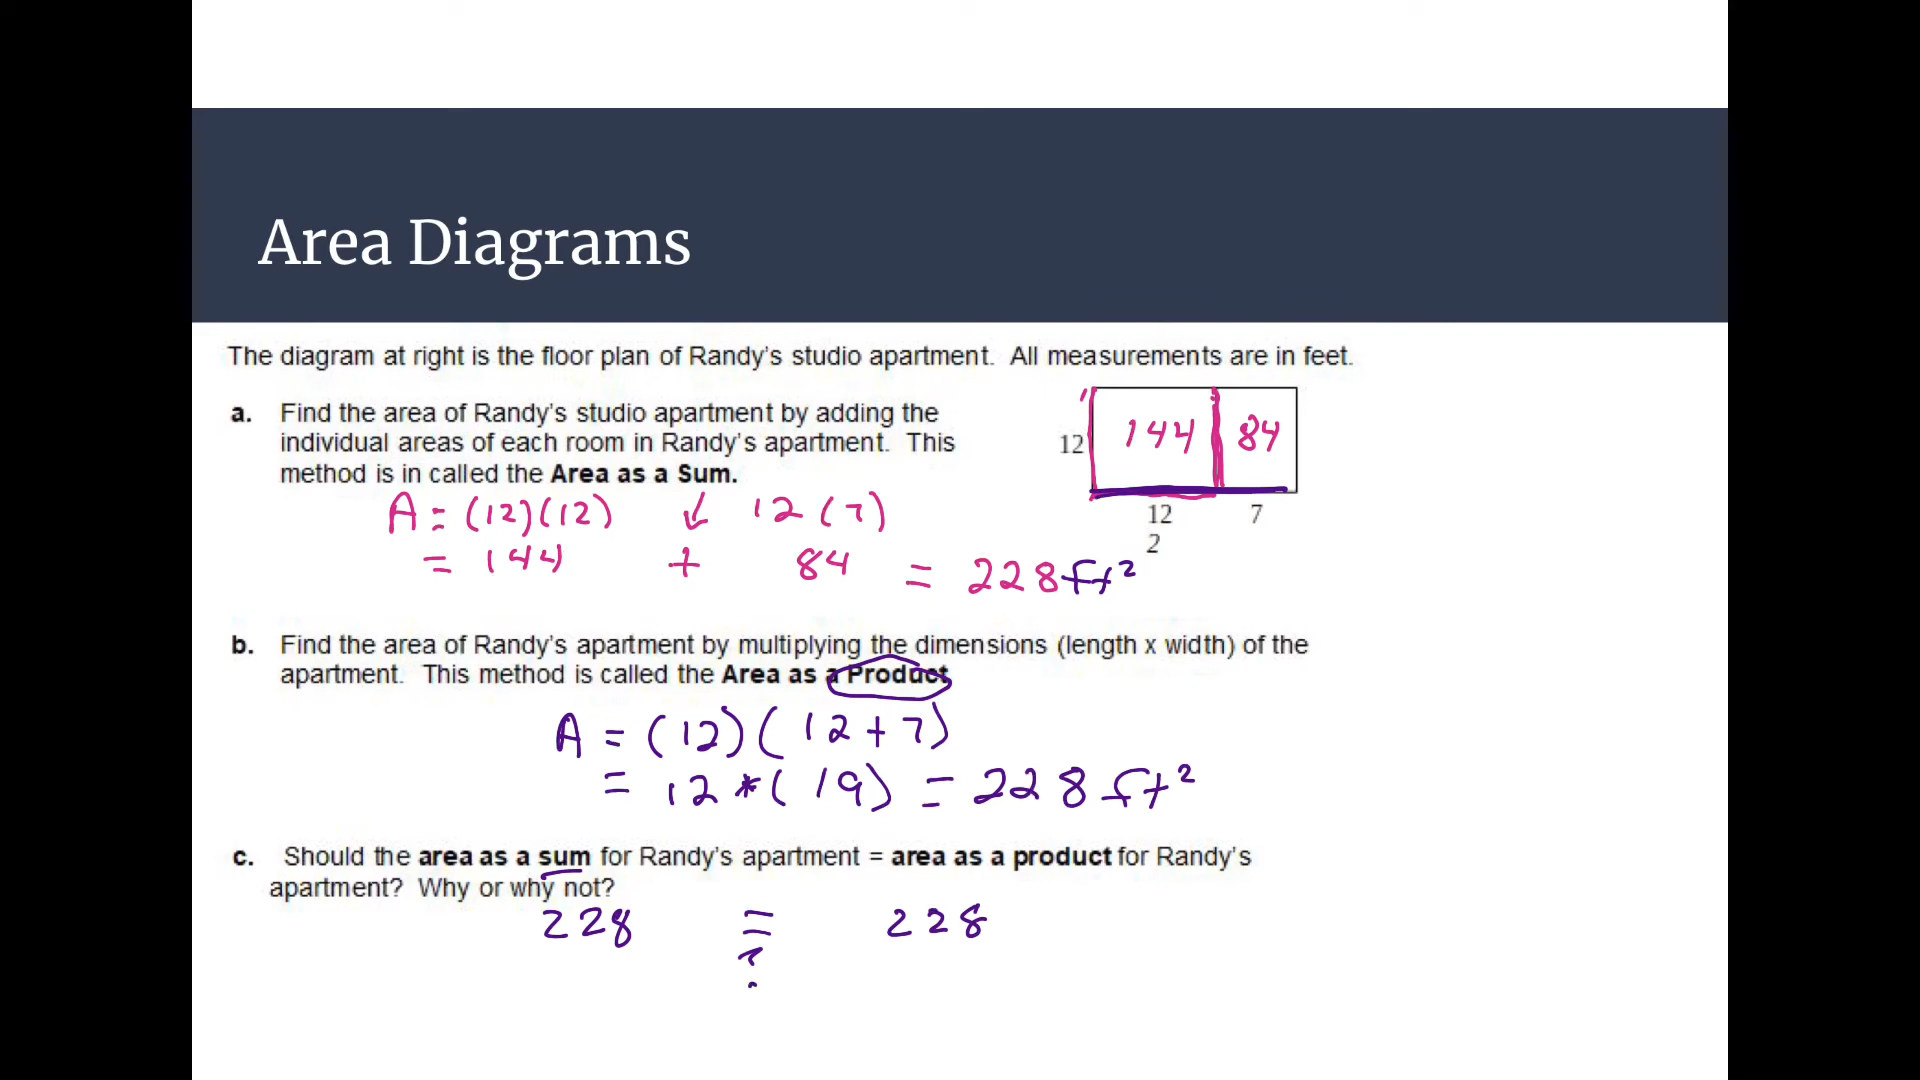 Area Diagrams
The diagram at right is the floor plan of Randy's studio apartment. All measurements are in feet.
a. Find the area of Randy's studio apartment by adding the
individual areas of each room in Randy's apartment. This
method is in called the Area as a Sum.
144 84
12
12 7
2
A = (12)(12) ↓ 12(7)
= 144 + 84 = 228 ft²
b. Find the area of Randy's apartment by multiplying the dimensions (length x width) of the
apartment. This method is called the Area as a Product
A = (12)(12+7)
= 12 * (19) = 228 ft²
c. Should the area as a sum for Randy's apartment = area as a product for Randy's
apartment? Why or why not?
228 = 228
?